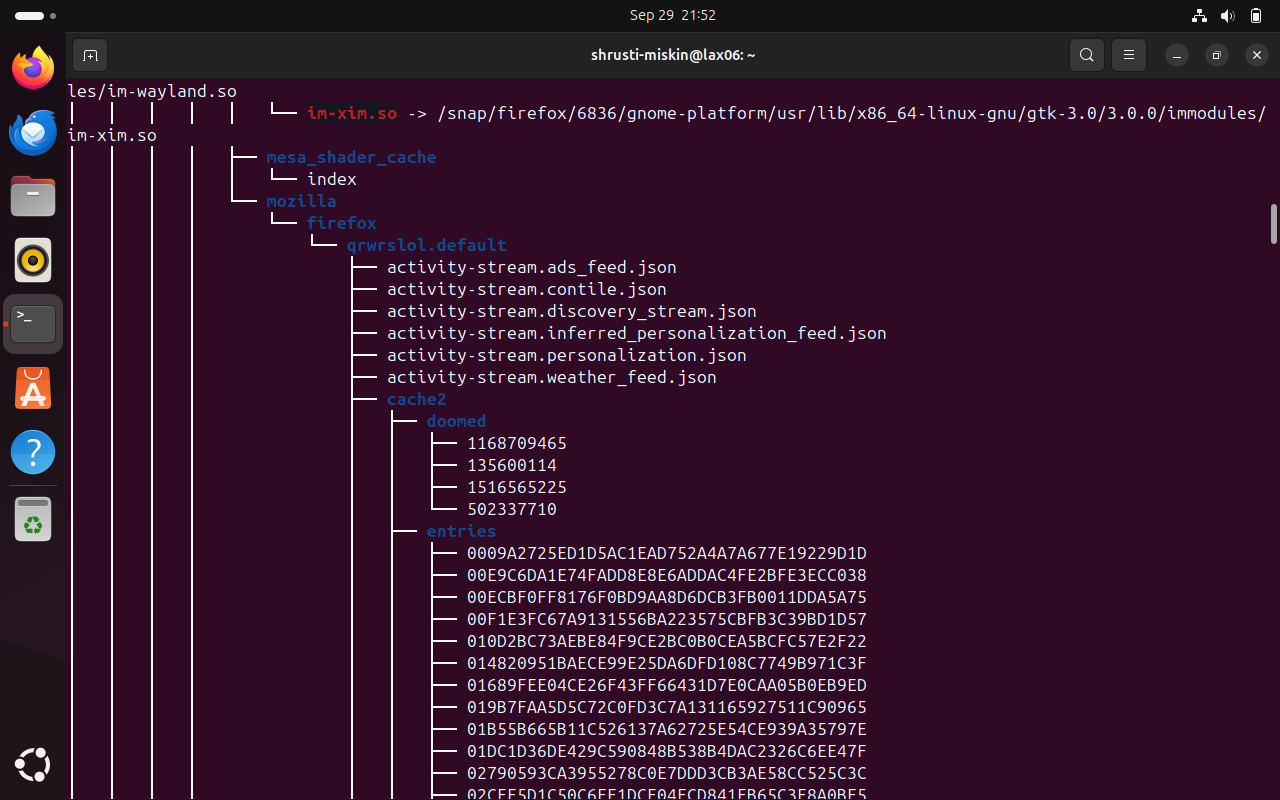 Sep 29 21:52
shrusti-miskin@lax06: ~
les/im-wayland.so
im-xim.so -> /snap/firefox/6836/gnome-platform/usr/lib/x86_64-linux-gnu/gtk-3.0/3.0.0/immodules/
im-xim.so
mesa_shader_cache
index
mozilla
firefox
qrwrslol.default
activity-stream.ads_feed.json
activity-stream.contile.json
activity-stream.discovery_stream.json
activity-stream.inferred_personalization_feed.json
activity-stream.personalization.json
activity-stream.weather_feed.json
cache2
doomed
1168709465
135600114
1516565225
502337710
entries
0009A2725ED1D5AC1EAD752A4A7A677E19229D1D
00E9C6DA1E74FADD8E8E6ADDAC4FE2BFE3ECC038
00ECBF0FF8176F0BD9AA8D6DCB3FB0011DDA5A75
00F1E3FC67A9131556BA223575CBFB3C39BD1D57
010D2BC73AEBE84F9CE2BC0B0CEA5BCFC57E2F22
014820951BAECE99E25DA6DFD108C7749B971C3F
01689FEE04CE26F43FF66431D7E0CAA05B0EB9ED
019B7FAA5D5C72C0FD3C7A131165927511C90965
01B55B665B11C526137A62725E54CE939A35797E
01DC1D36DE429C590848B538B4DAC2326C6EE47F
02790593CA3955278C0E7DDD3CB3AE58CC525C3C